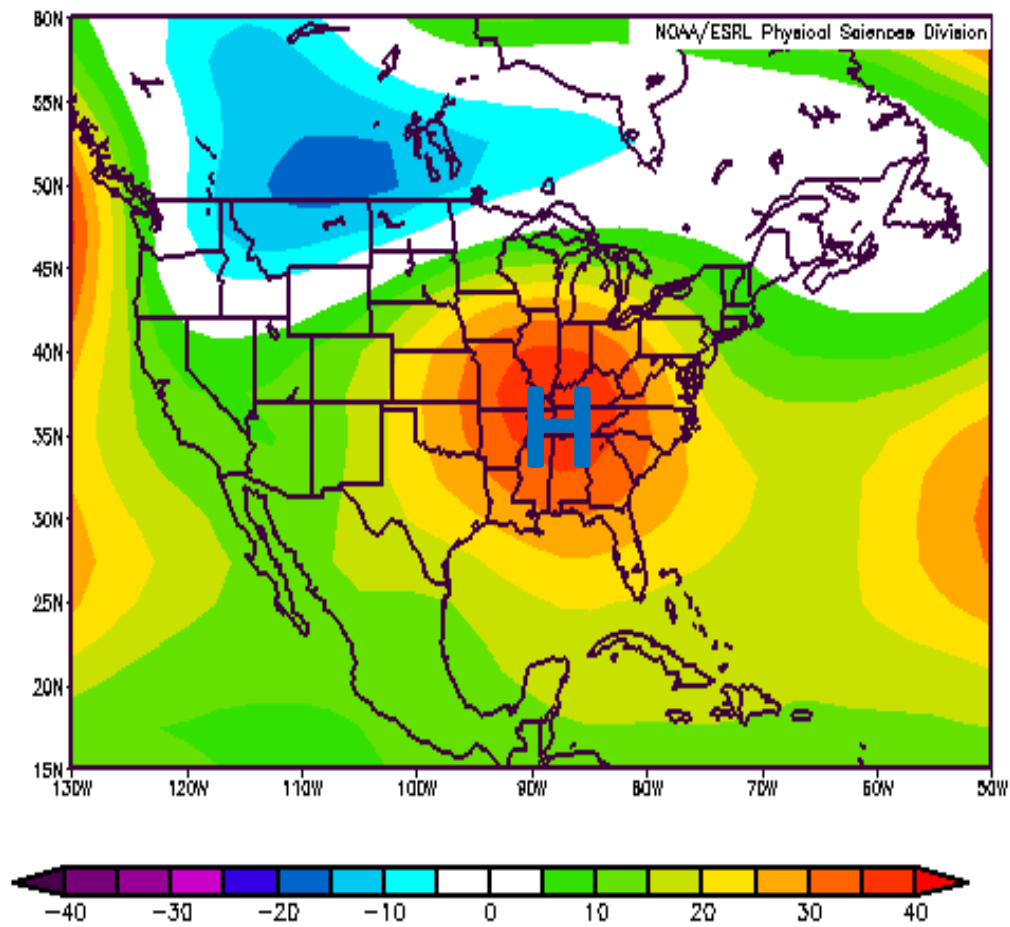 60N
NOAA/ESRL Physical Sciences Division
55N
50N
45N
40N
35N
30N
25N
20N
15N
H
130W 120W 110W 100W 90W 80W 70W 60W 50W
-40 -30 -20 -10 0 10 20 30 40